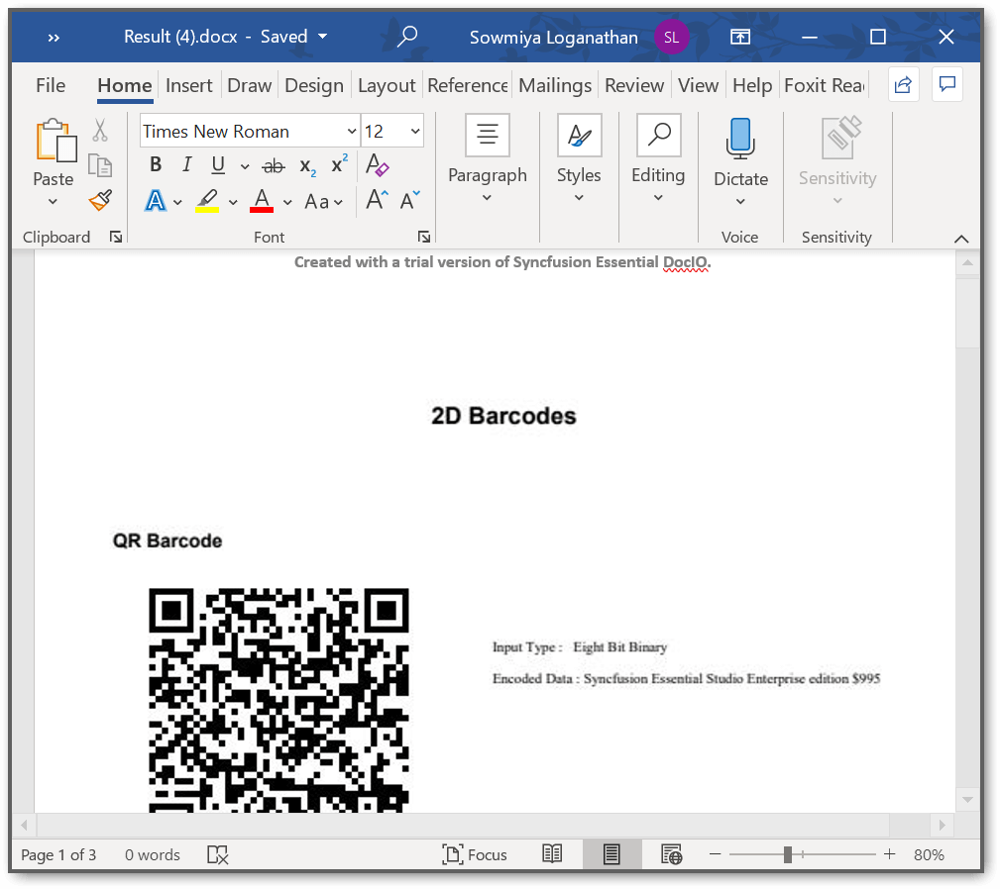 Result (4).docx - Saved
Sowmiya Loganathan SL
File Home Insert Draw Design Layout Reference Mailings Review View Help Foxit Rea
Times New Roman 12
Paste
B I U ab x2 x2
A A Aa A A
Paragraph
Styles
Editing
Dictate
Sensitivity
Clipboard Font Voice Sensitivity
Created with a trial version of Syncfusion Essential DocIO.
2D Barcodes
QR Barcode
Input Type : Eight Bit Binary
Encoded Data : Syncfusion Essential Studio Enterprise edition $995
Page 1 of 3 0 words Focus 80%